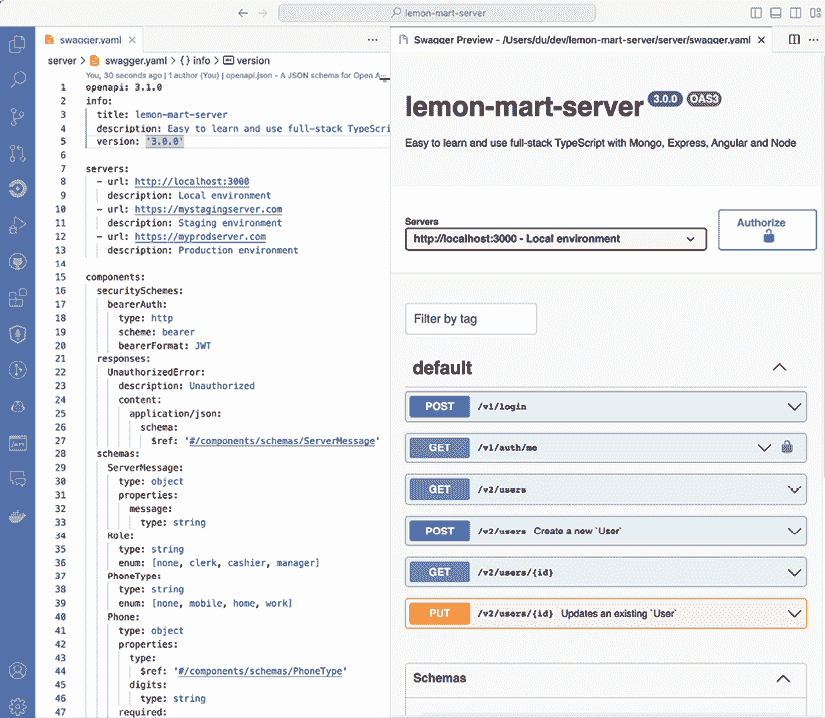 lemon-mart-server
swagger.yaml
server > swagger.yaml > {} info > version
You, 30 seconds ago | 1 author (You) | openapi.json - A JSON schema for Open A...
1 openapi: 3.1.0
2 info:
3 title: lemon-mart-server
4 description: Easy to learn and use full-stack TypeScri
5 version: '3.0.0'
6
7 servers:
8 - url: http://localhost:3000
9 description: Local environment
10 - url: https://mystagingserver.com
11 description: Staging environment
12 - url: https://myprodserver.com
13 description: Production environment
14
15 components:
16 securitySchemes:
17 bearerAuth:
18 type: http
19 scheme: bearer
20 bearerFormat: JWT
21 responses:
22 UnauthorizedError:
23 description: Unauthorized
24 content:
25 application/json:
26 schema:
27 $ref: '#/components/schemas/ServerMessage'
28 schemas:
29 ServerMessage:
30 type: object
31 properties:
32 message:
33 type: string
34 Role:
35 type: string
36 enum: [none, clerk, cashier, manager]
37 PhoneType:
38 type: string
39 enum: [none, mobile, home, work]
40 Phone:
41 type: object
42 properties:
43 type:
44 $ref: '#/components/schemas/PhoneType'
45 digits:
46 type: string
47 required:
Swagger Preview - /Users/du/dev/lemon-mart-server/server/swagger.yaml
lemon-mart-server 3.0.0 OAS3
Easy to learn and use full-stack TypeScript with Mongo, Express, Angular and Node
Servers
http://localhost:3000 - Local environment
Authorize
Filter by tag
default
POST /v1/login
GET /v1/auth/me
GET /v2/users
POST /v2/users Create a new `User`
GET /v2/users/{id}
PUT /v2/users/{id} Updates an existing `User`
Schemas